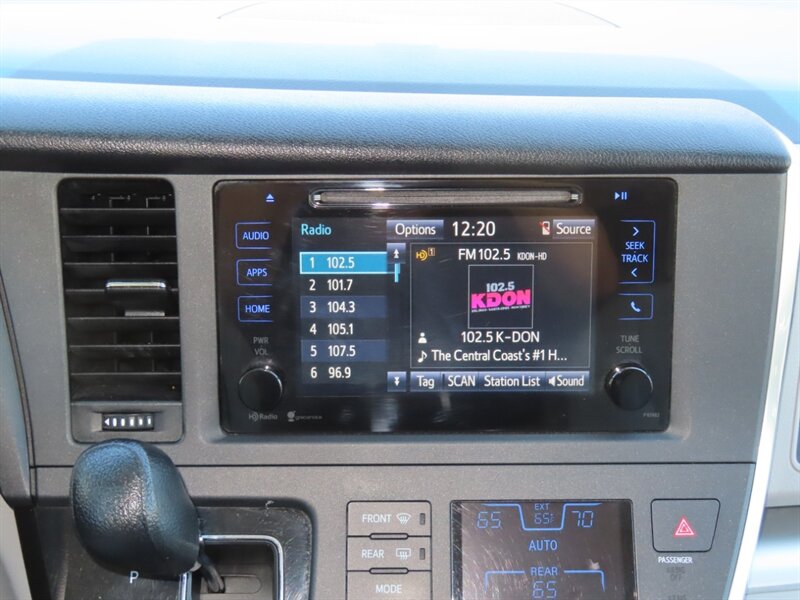 Radio Options 12:20 Source
AUDIO
APPS
HOME
PWR
VOL
1 102.5
2 101.7
3 104.3
4 105.1
5 107.5
6 96.9
FM 102.5 KDON-HD
102.5
KDON
102.5 K-DON
The Central Coast's #1 H...
Tag SCAN Station List Sound
SEEK
TRACK
TUNE
SCROLL
HD Radio gracenote
P
FRONT
REAR
MODE
65 EXT 65°F 70
AUTO
REAR
65
PASSENGER